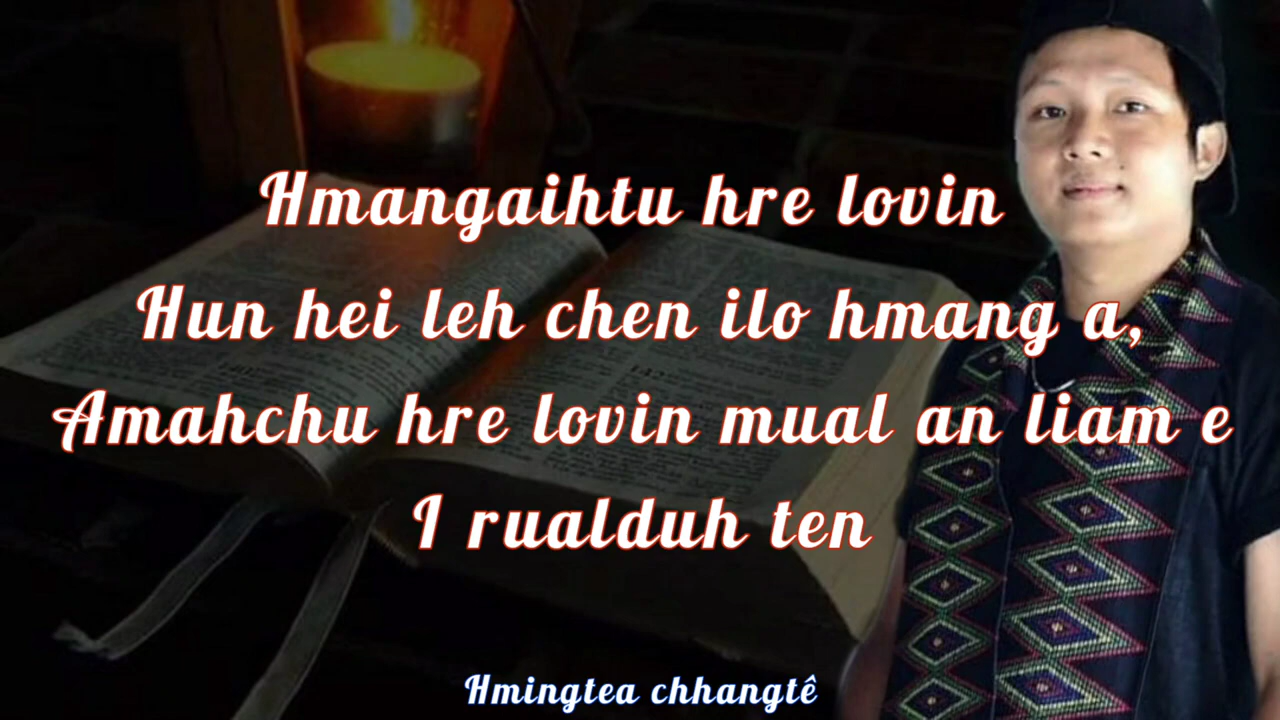 Hmangaihtu hre lovin
Hun hei leh chen ilo hmang a,
Amahchu hre lovin mual an liam e
I rualduh ten
Hmingtea chhangtê